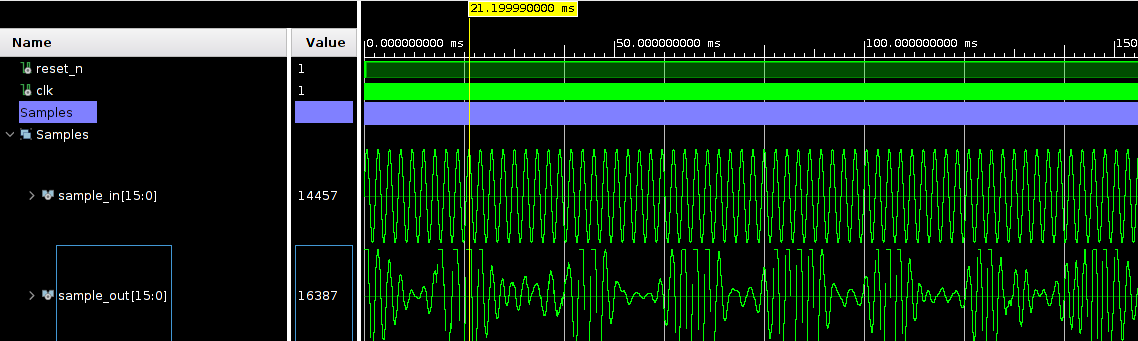 21.199990000 ms
Name Value
0.000000000 ms 50.000000000 ms 100.000000000 ms 150
reset_n 1
clk 1
Samples
Samples
sample_in[15:0] 14457
sample_out[15:0] 16387